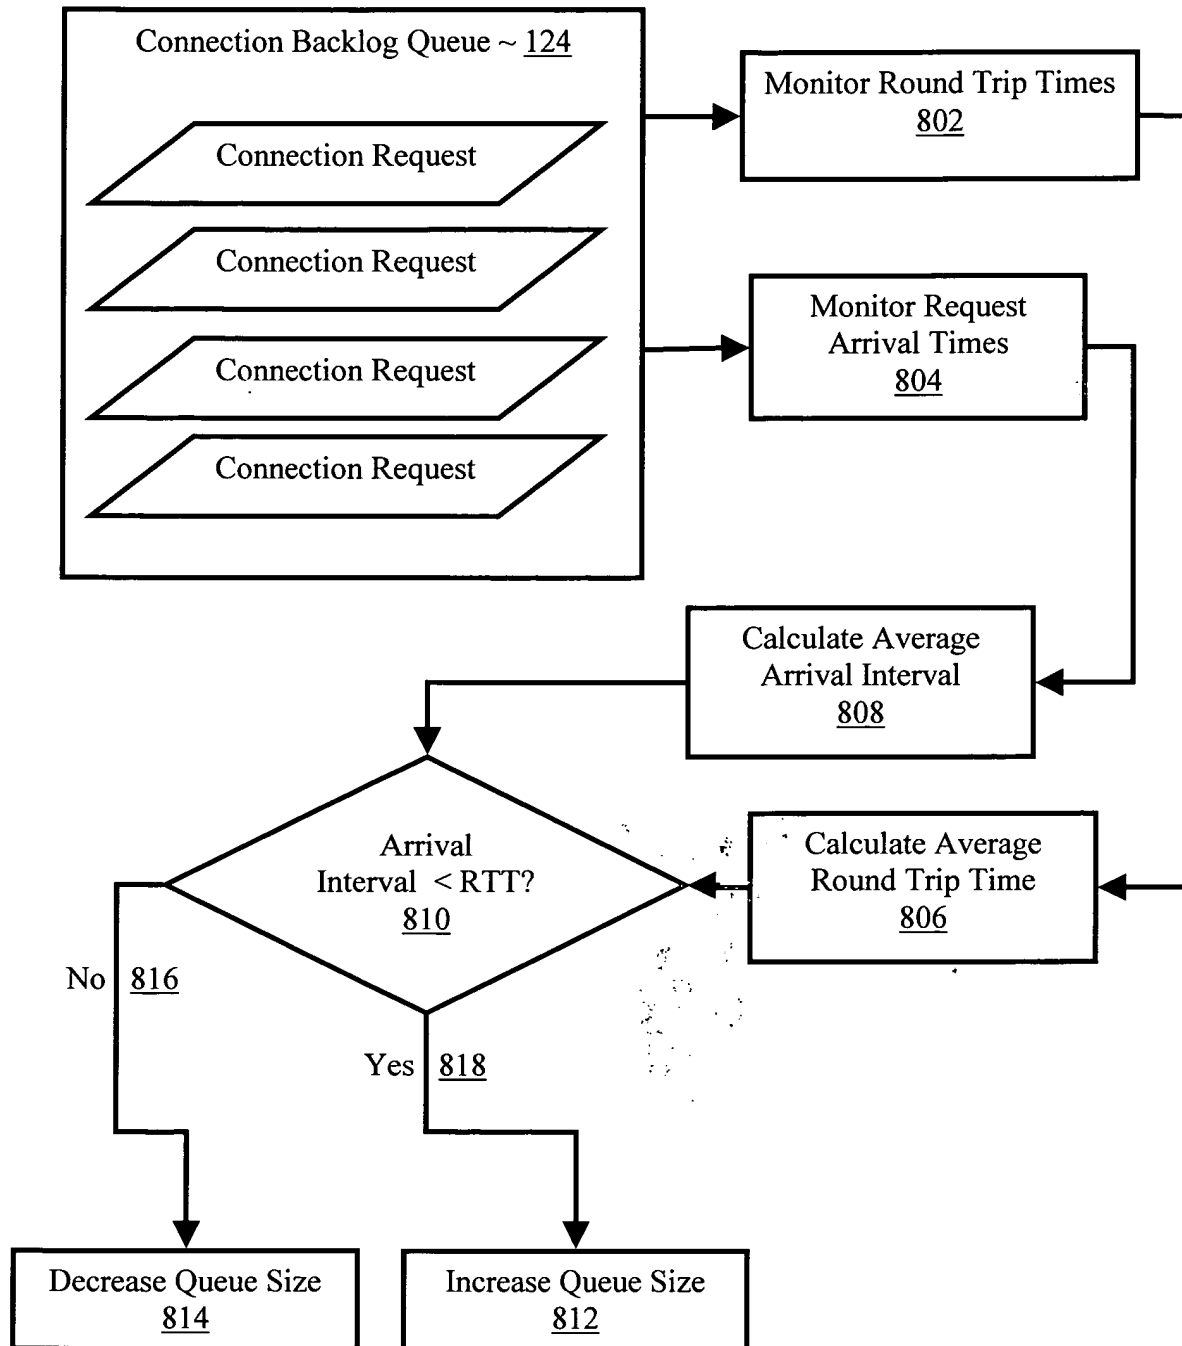 Connection Backlog Queue ~ 124
Connection Request
Connection Request
Connection Request
Connection Request
Monitor Round Trip Times
802
Monitor Request
Arrival Times
804
Calculate Average
Arrival Interval
808
Arrival
Interval < RTT?
810
Calculate Average
Round Trip Time
806
No 816
Yes 818
Decrease Queue Size
814
Increase Queue Size
812